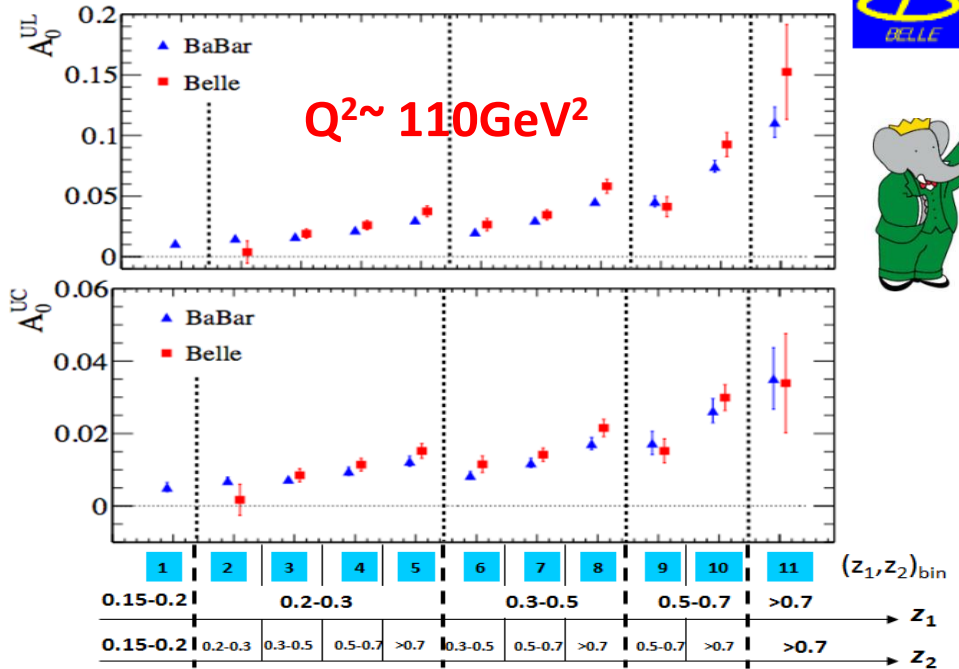 0.2
0.15
0.1
0.05
0
A₀^UL
BaBar
Belle
Q²~ 110GeV²
BELLE
0.06
0.04
0.02
0
A₀^UC
BaBar
Belle
1 2 3 4 5 6 7 8 9 10 11 (z₁,z₂)bin
0.15-0.2 0.2-0.3 0.3-0.5 0.5-0.7 >0.7 z₁
0.15-0.2 0.2-0.3 0.3-0.5 0.5-0.7 >0.7 0.3-0.5 0.5-0.7 >0.7 0.5-0.7 >0.7 >0.7 z₂